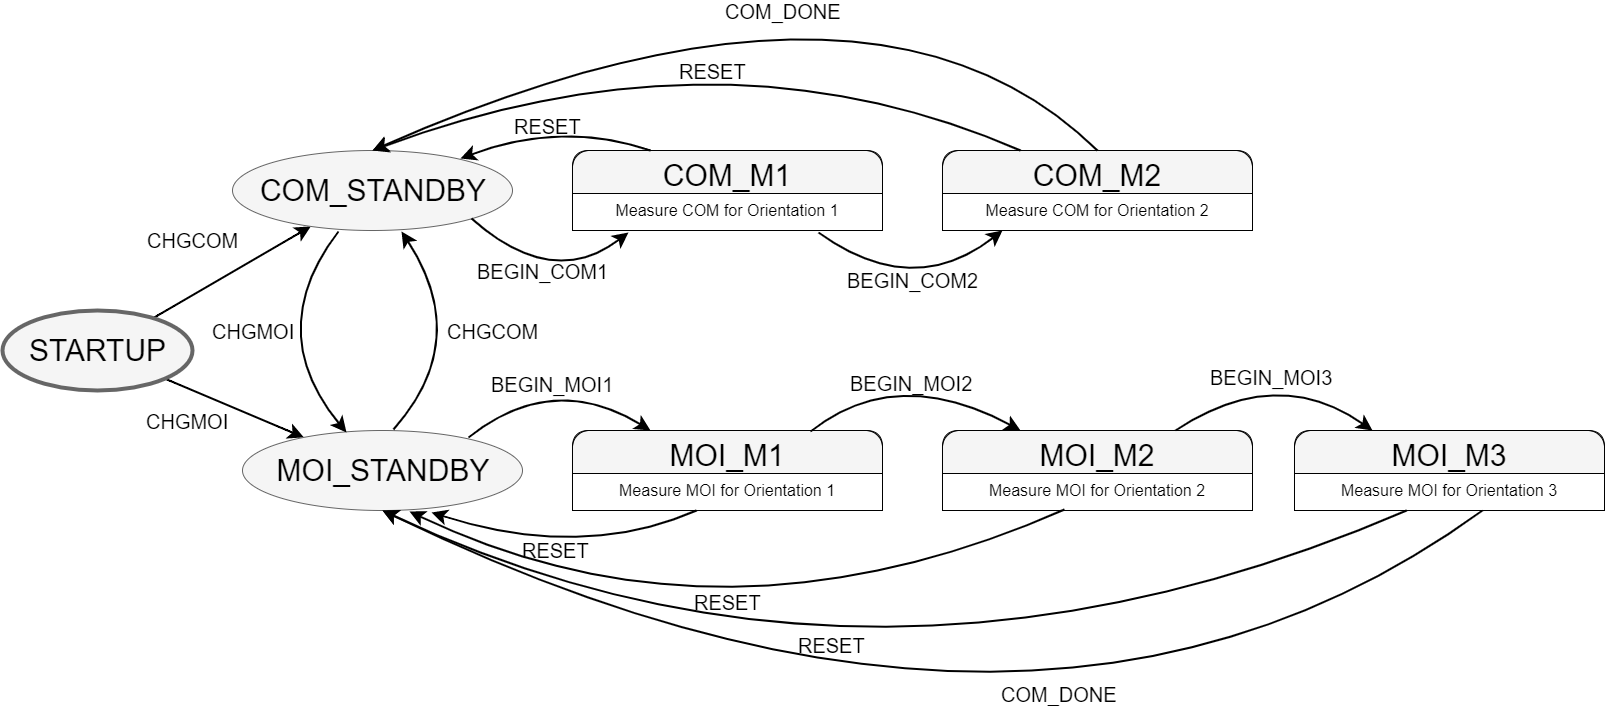 COM_DONE
RESET
RESET
COM_STANDBY
COM_M1
Measure COM for Orientation 1
COM_M2
Measure COM for Orientation 2
CHGCOM
BEGIN_COM1
BEGIN_COM2
STARTUP
CHGMOI
CHGCOM
CHGMOI
BEGIN_MOI1
BEGIN_MOI2
BEGIN_MOI3
MOI_STANDBY
MOI_M1
Measure MOI for Orientation 1
MOI_M2
Measure MOI for Orientation 2
MOI_M3
Measure MOI for Orientation 3
RESET
RESET
RESET
COM_DONE